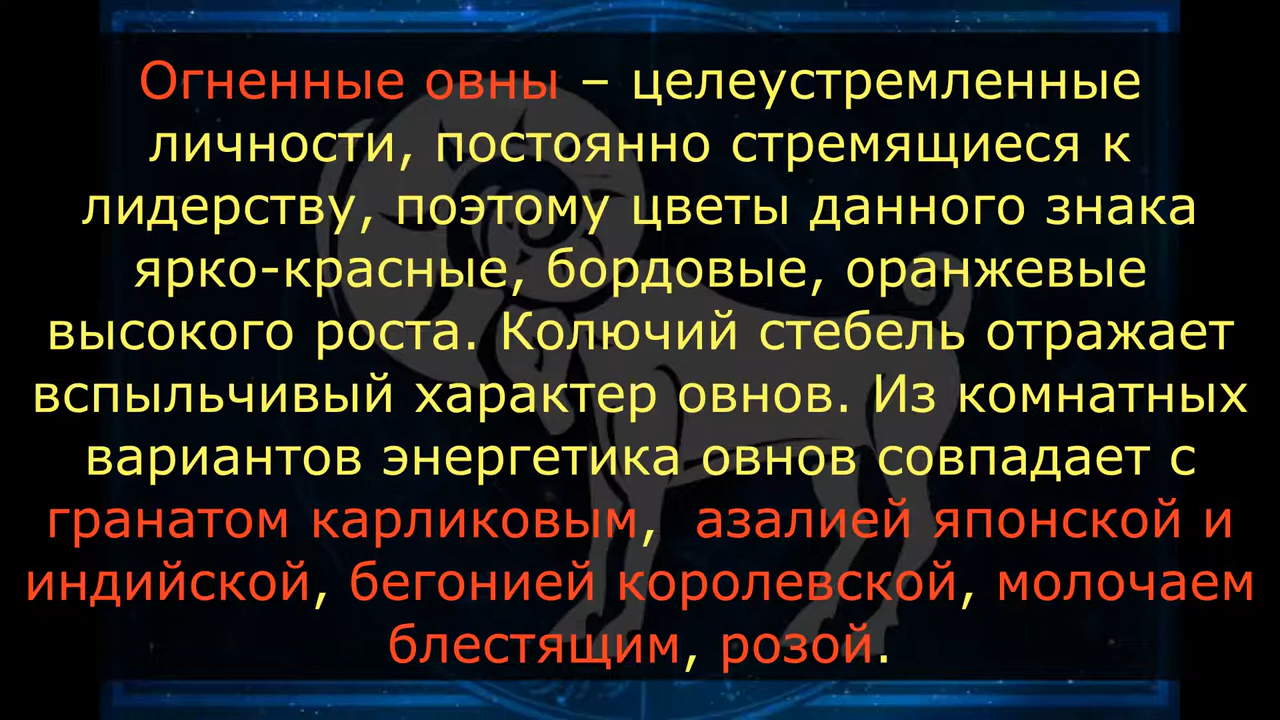 Огненные овны – целеустремленные
личности, постоянно стремящиеся к
лидерству, поэтому цветы данного знака
ярко-красные, бордовые, оранжевые
высокого роста. Колючий стебель отражает
вспыльчивый характер овнов. Из комнатных
вариантов энергетика овнов совпадает с
гранатом карликовым, азалией японской и
индийской, бегонией королевской, молочаем
блестящим, розой.